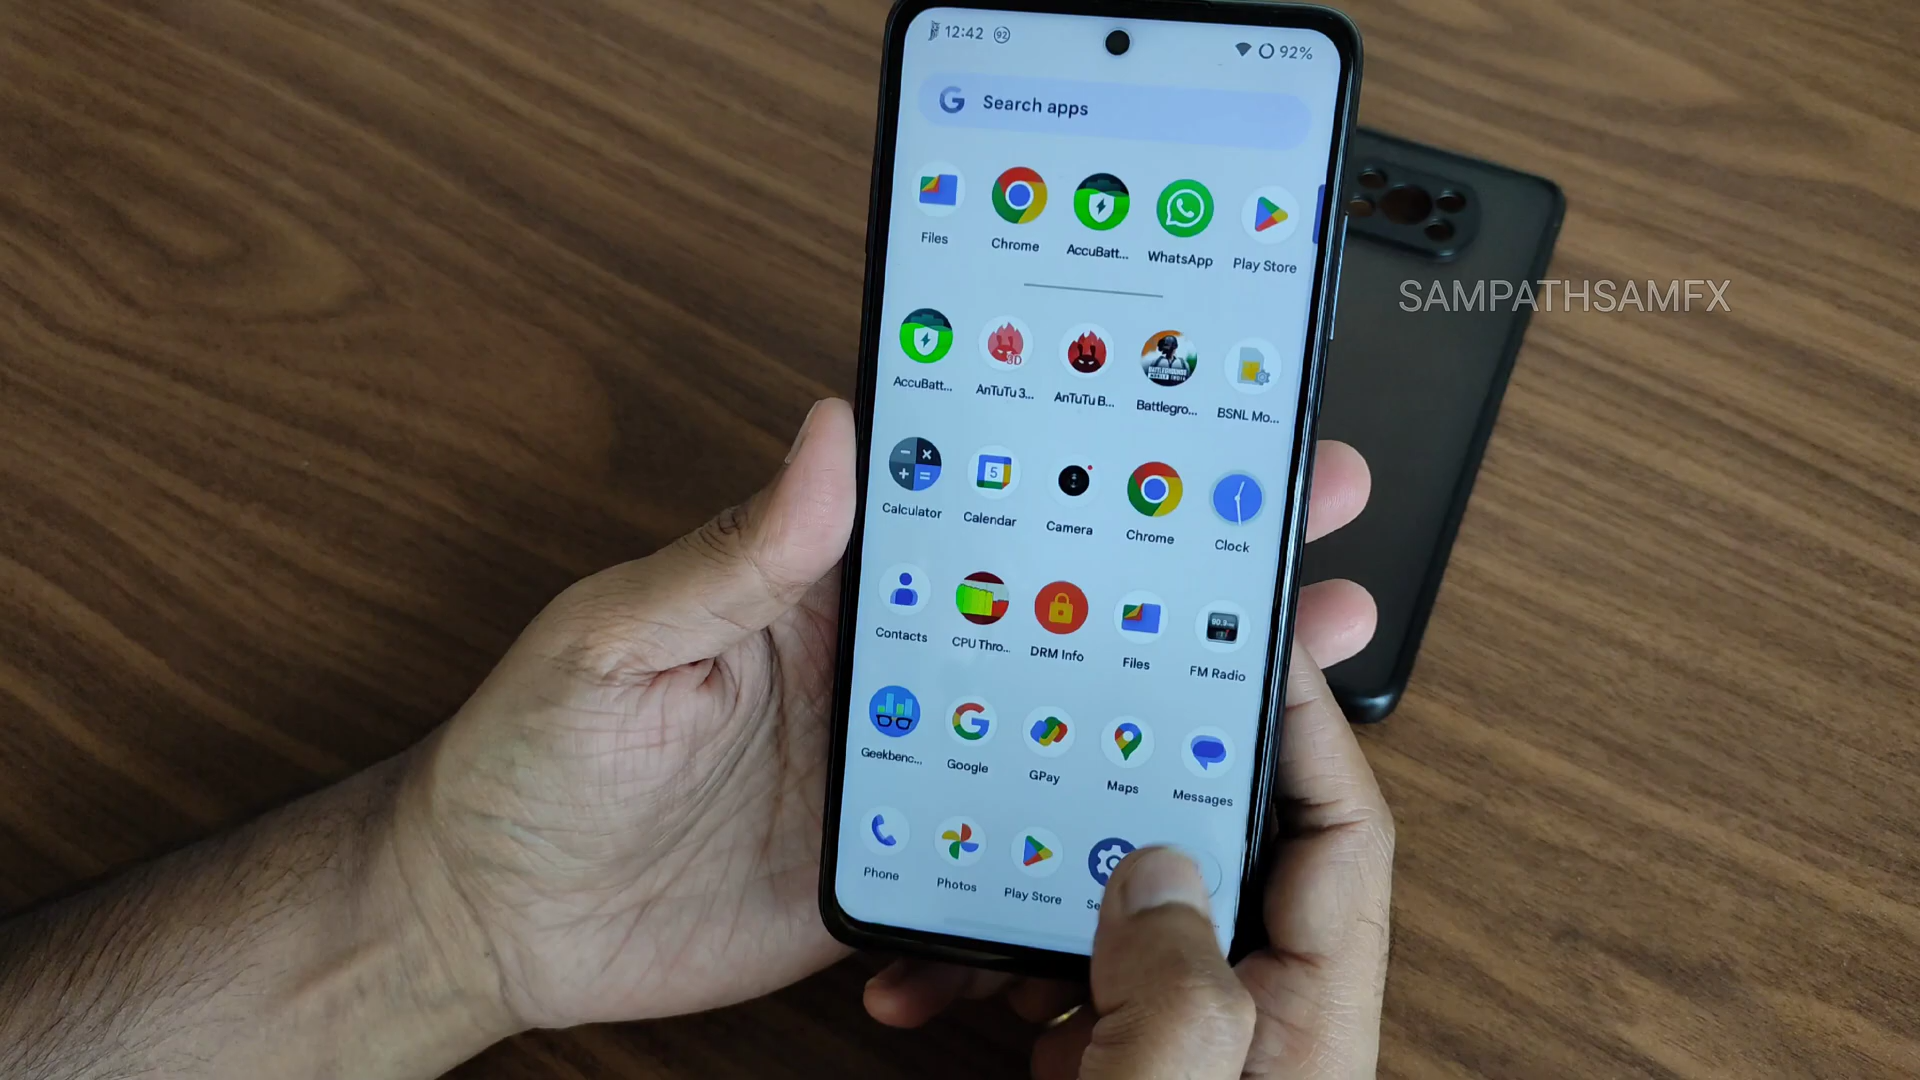 12:42 92 92%
Search apps
Files Chrome AccuBatt... WhatsApp Play Store
SAMPATHSAMFX
AccuBatt... AnTuTu 3... AnTuTu B... Battlegro... BSNL Mo...
Calculator Calendar Camera Chrome Clock
Contacts CPU Thro... DRM Info Files FM Radio
Geekbenc... Google GPay Maps Messages
Phone Photos Play Store Se